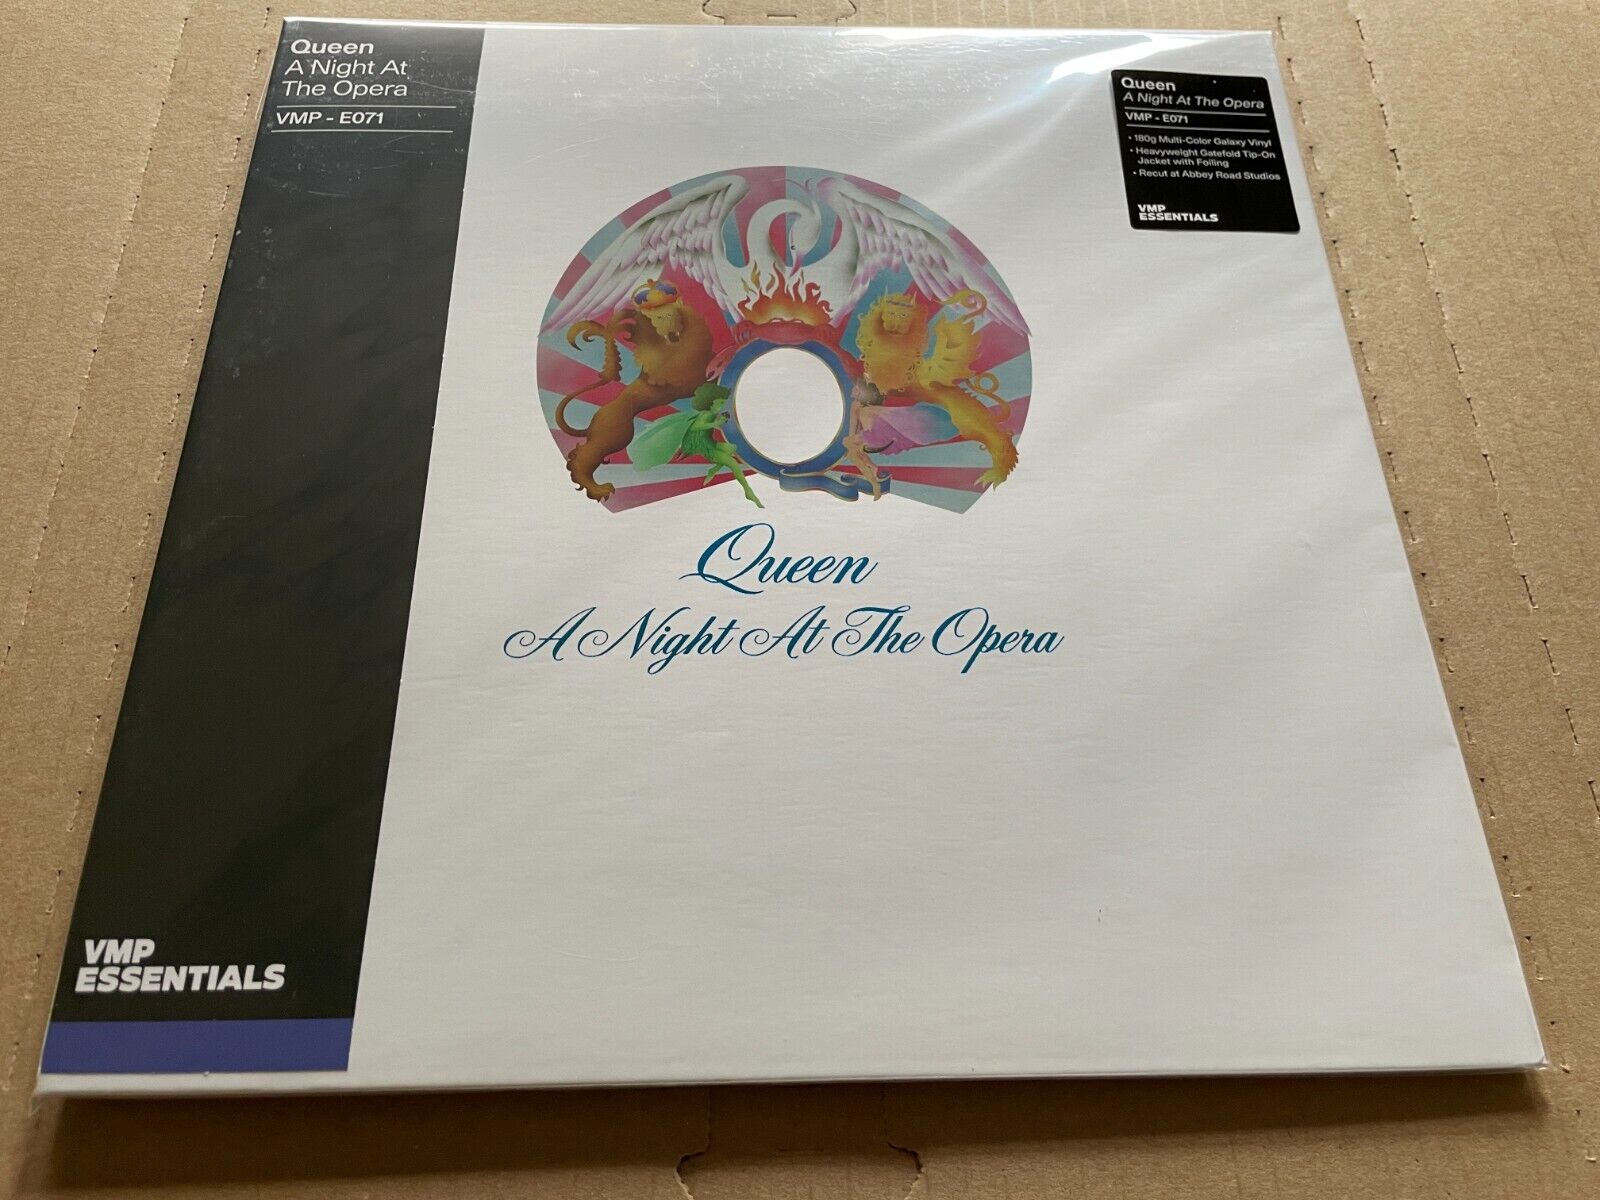 Queen
A Night At
The Opera
VMP - E071
Queen
A Night At The Opera
VMP - E071
• 180g Multi-Color Galaxy Vinyl
• Heavyweight Gatefold Tip-On
Jacket with Foiling
• Recut at Abbey Road Studios
VMP
ESSENTIALS
Queen
A Night At The Opera
VMP
ESSENTIALS